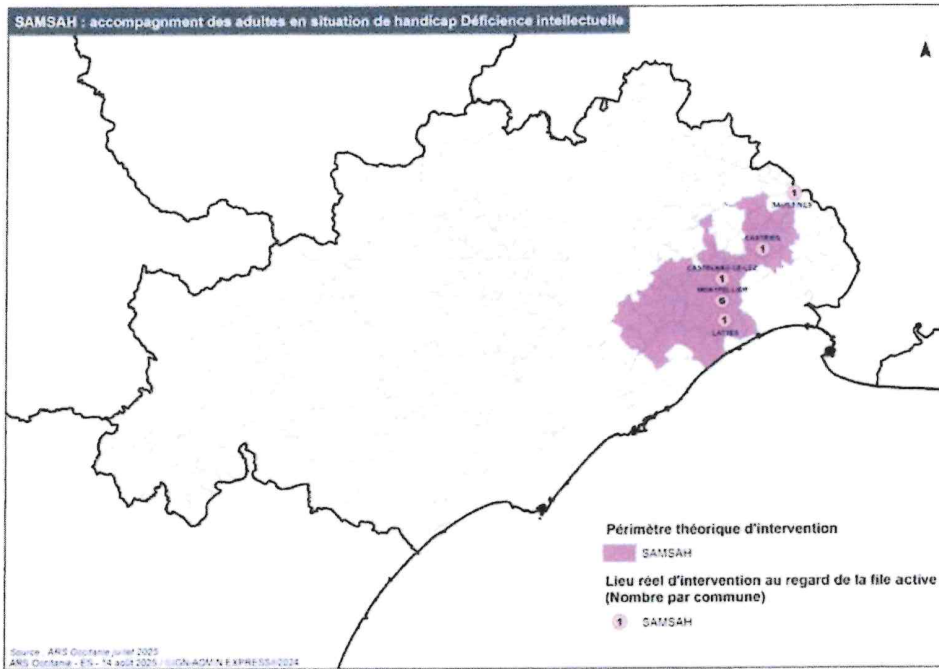 SAMSAH : accompagnment des adultes en situation de handicap Déficience intellectuelle
1
SAUSSINES
CASTRIES
1
CASTELNAU-LE-LEZ
1
MONTPELLIER
6
1
LATTES
Périmètre théorique d'intervention
SAMSAH
Lieu réel d'intervention au regard de la file active
(Nombre par commune)
1 SAMSAH
Source : ARS Occitanie juillet 2025
ARS Occitanie - ES - 14 août 2025 / ©IGN-ADMIN EXPRESS®2024